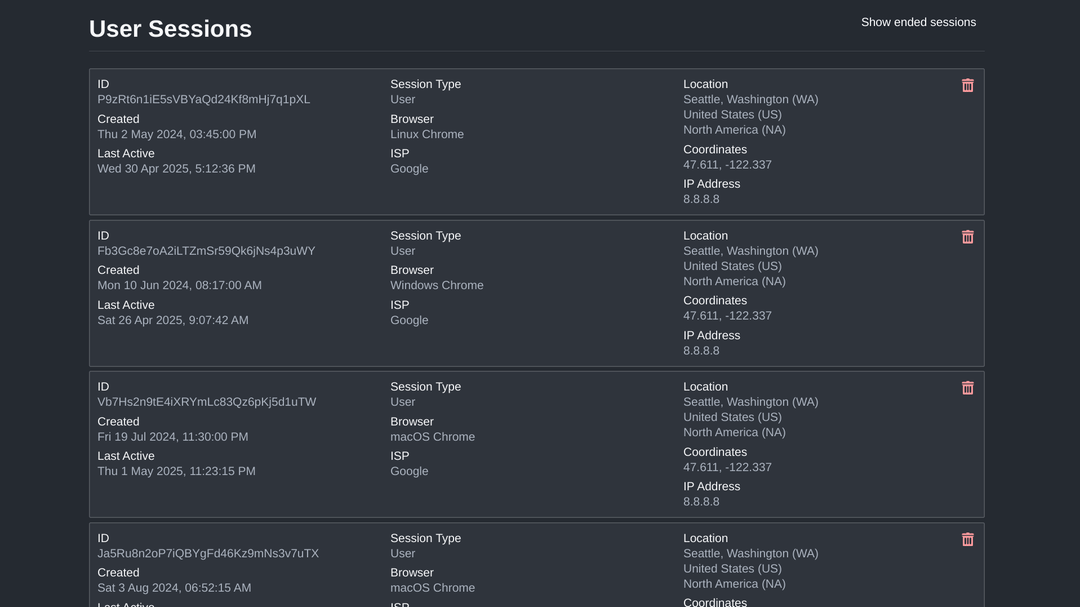 User Sessions
Show ended sessions
ID
P9zRt6n1iE5sVBYaQd24Kf8mHj7q1pXL
Created
Thu 2 May 2024, 03:45:00 PM
Last Active
Wed 30 Apr 2025, 5:12:36 PM
Session Type
User
Browser
Linux Chrome
ISP
Google
Location
Seattle, Washington (WA)
United States (US)
North America (NA)
Coordinates
47.611, -122.337
IP Address
8.8.8.8
ID
Fb3Gc8e7oA2iLTZmSr59Qk6jNs4p3uWY
Created
Mon 10 Jun 2024, 08:17:00 AM
Last Active
Sat 26 Apr 2025, 9:07:42 AM
Session Type
User
Browser
Windows Chrome
ISP
Google
Location
Seattle, Washington (WA)
United States (US)
North America (NA)
Coordinates
47.611, -122.337
IP Address
8.8.8.8
ID
Vb7Hs2n9tE4iXRYmLc83Qz6pKj5d1uTW
Created
Fri 19 Jul 2024, 11:30:00 PM
Last Active
Thu 1 May 2025, 11:23:15 PM
Session Type
User
Browser
macOS Chrome
ISP
Google
Location
Seattle, Washington (WA)
United States (US)
North America (NA)
Coordinates
47.611, -122.337
IP Address
8.8.8.8
ID
Ja5Ru8n2oP7iQBYgFd46Kz9mNs3v7uTX
Created
Sat 3 Aug 2024, 06:52:15 AM
Last Active
Session Type
User
Browser
macOS Chrome
ISP
Location
Seattle, Washington (WA)
United States (US)
North America (NA)
Coordinates